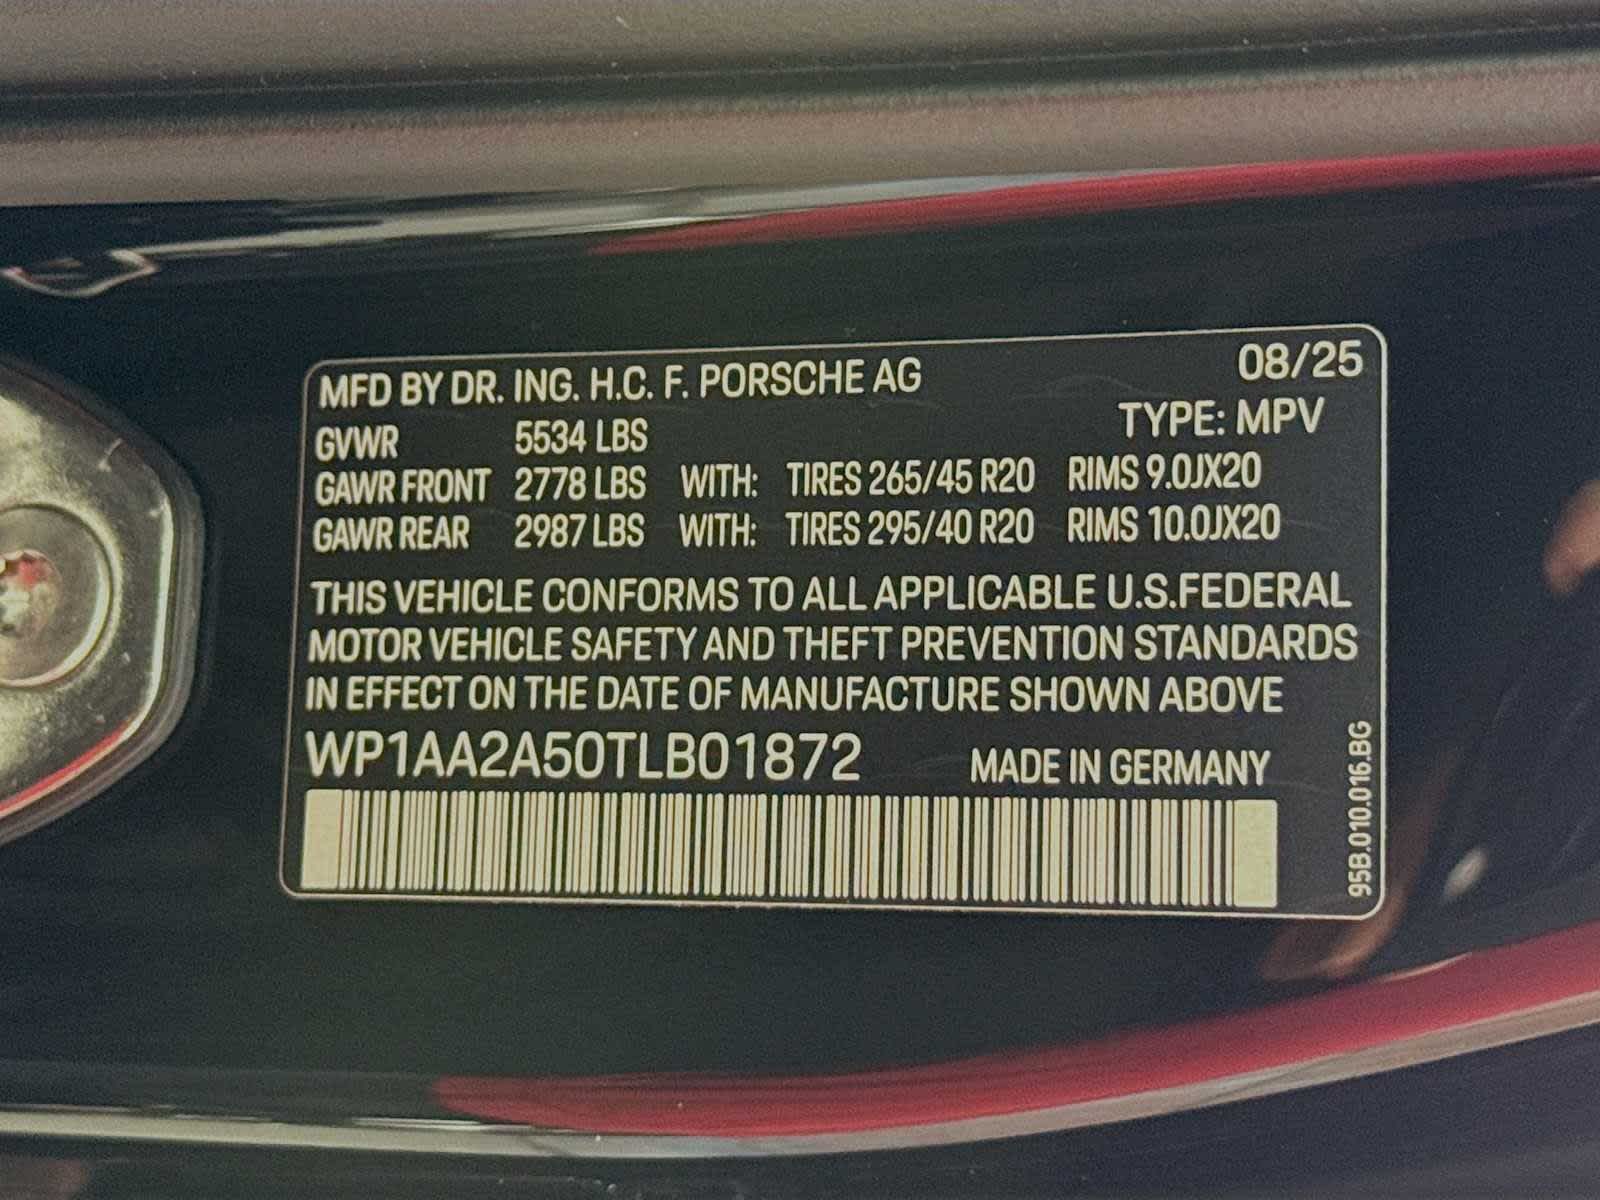 MFD BY DR. ING. H.C. F. PORSCHE AG 08/25
GVWR 5534 LBS TYPE: MPV
GAWR FRONT 2778 LBS WITH: TIRES 265/45 R20 RIMS 9.0JX20
GAWR REAR 2987 LBS WITH: TIRES 295/40 R20 RIMS 10.0JX20
THIS VEHICLE CONFORMS TO ALL APPLICABLE U.S.FEDERAL
MOTOR VEHICLE SAFETY AND THEFT PREVENTION STANDARDS
IN EFFECT ON THE DATE OF MANUFACTURE SHOWN ABOVE
WP1AA2A50TLB01872 MADE IN GERMANY
95B.010.016.BG